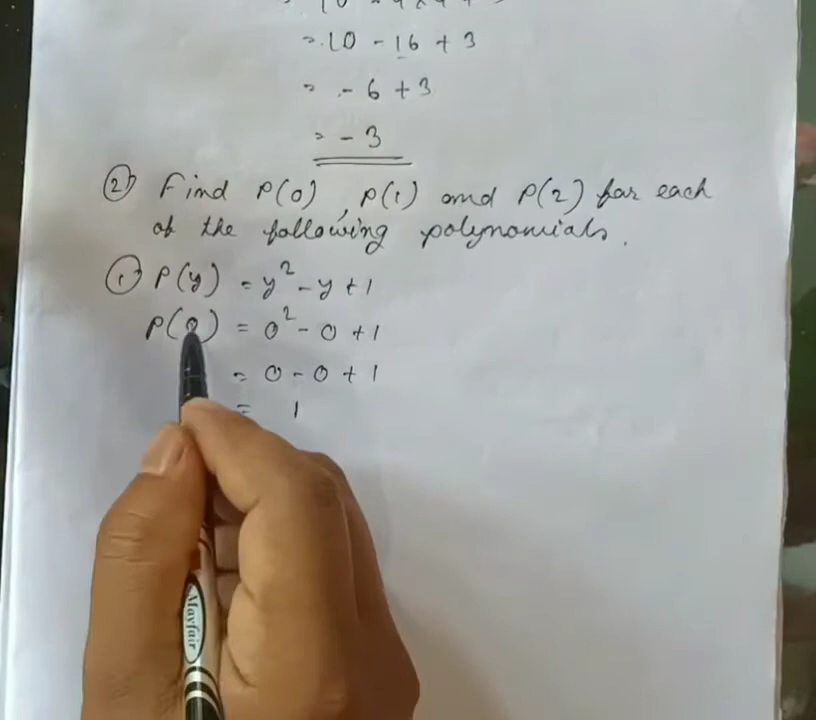 = 10 - 16 + 3
= - 6 + 3
= - 3
② Find P(0), P(1) and P(2) for each
of the following polynomials.
① P(y) = y² - y + 1
P(0) = 0² - 0 + 1
= 0 - 0 + 1
= 1
Mayfair